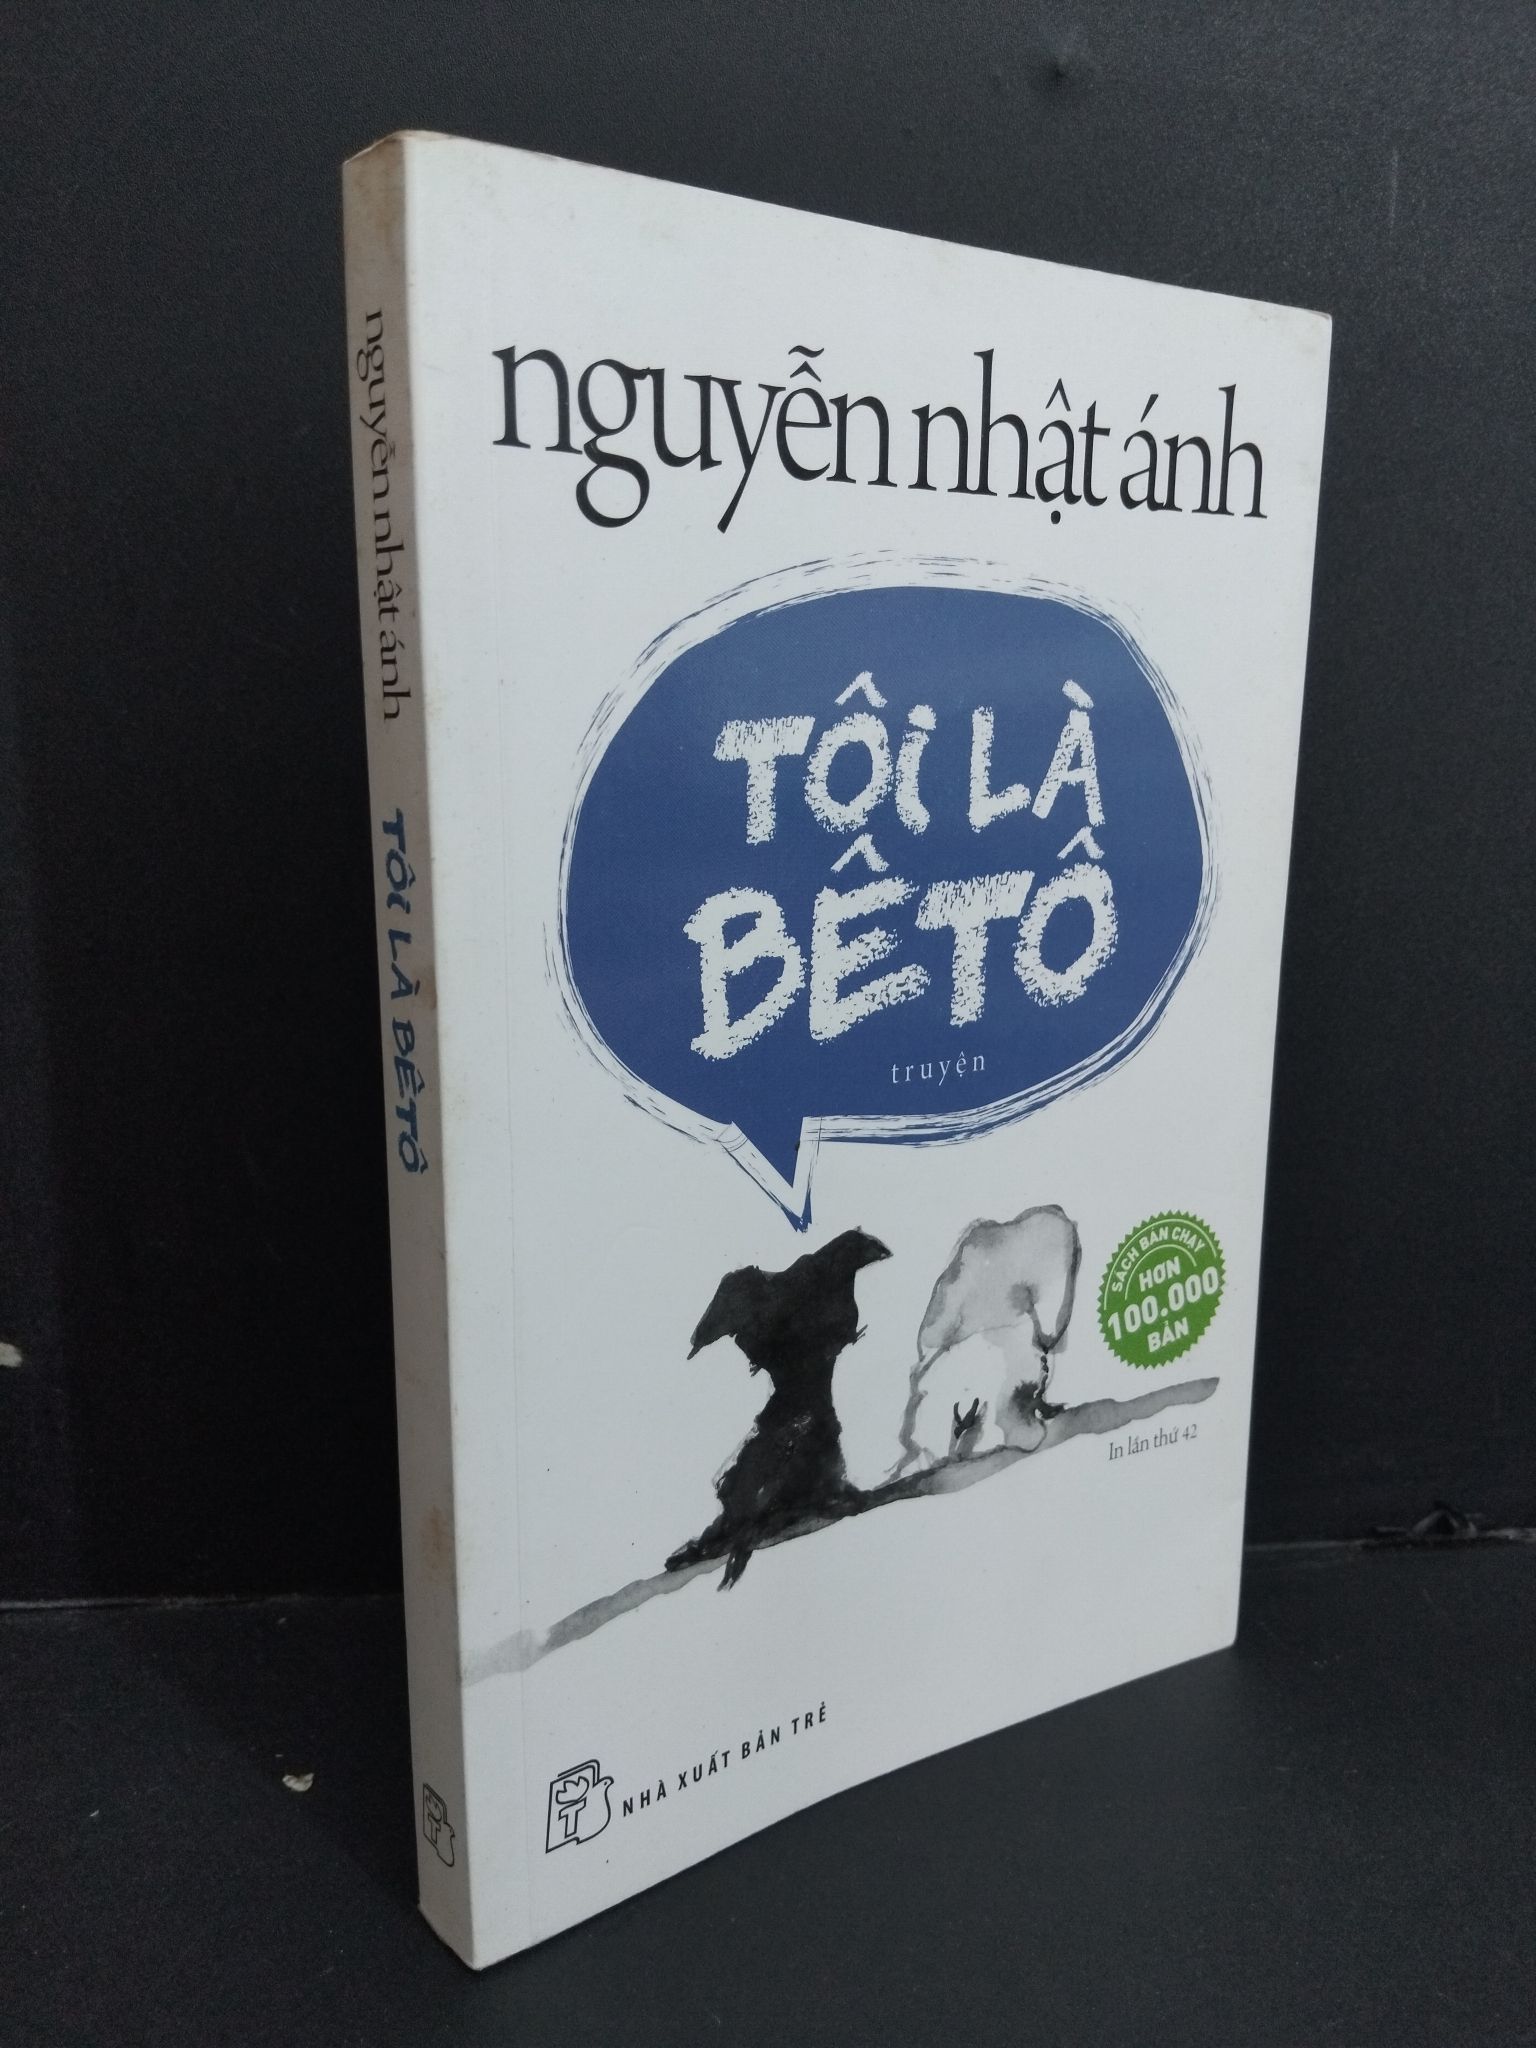 nguyễn nhật ánh
TÔI LÀ BÊTÔ
nguyễn nhật ánh
TÔI LÀ
BÊTÔ
truyện
SÁCH BÁN CHẠY
HƠN
100.000
BẢN
In lần thứ 42
NHÀ XUẤT BẢN TRẺ